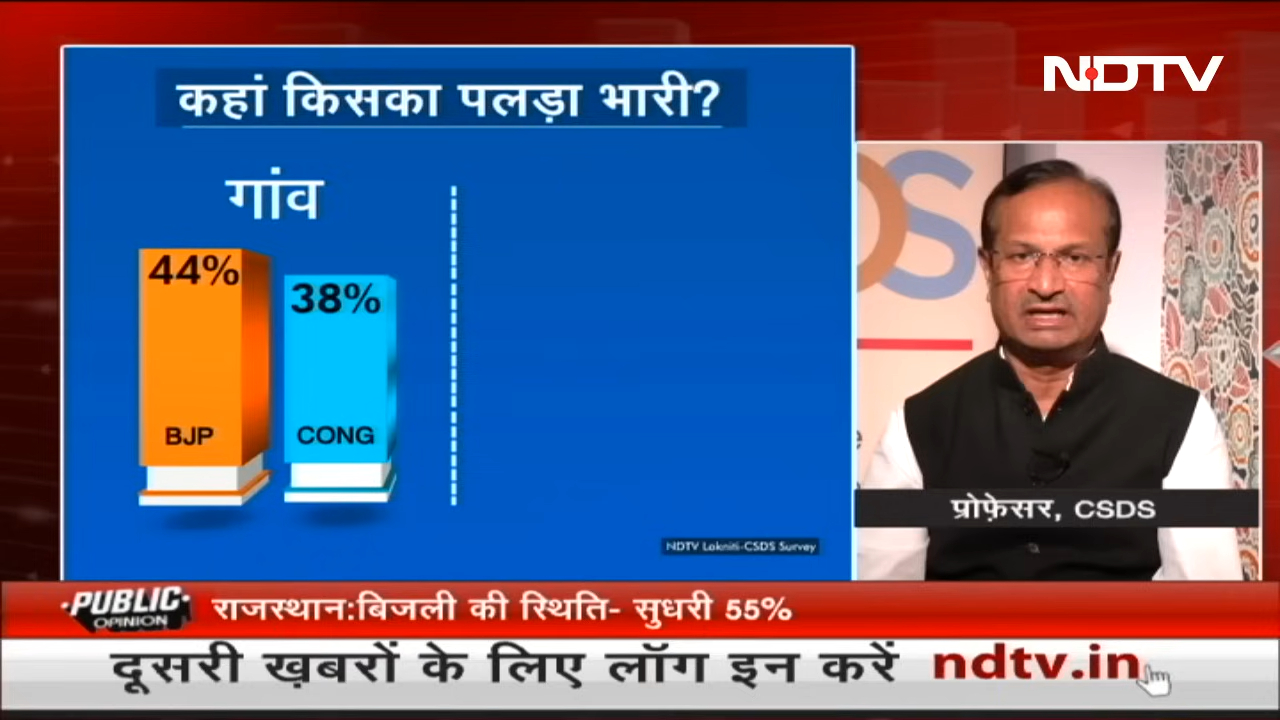 NDTV
कहां किसका पलड़ा भारी?
गांव
44%
38%
BJP
CONG
DS
e
प्रोफ़ेसर, CSDS
NDTV Lokniti-CSDS Survey
PUBLIC OPINION
राजस्थान:बिजली की स्थिति- सुधरी 55%
दूसरी ख़बरों के लिए लॉग इन करें ndtv.in